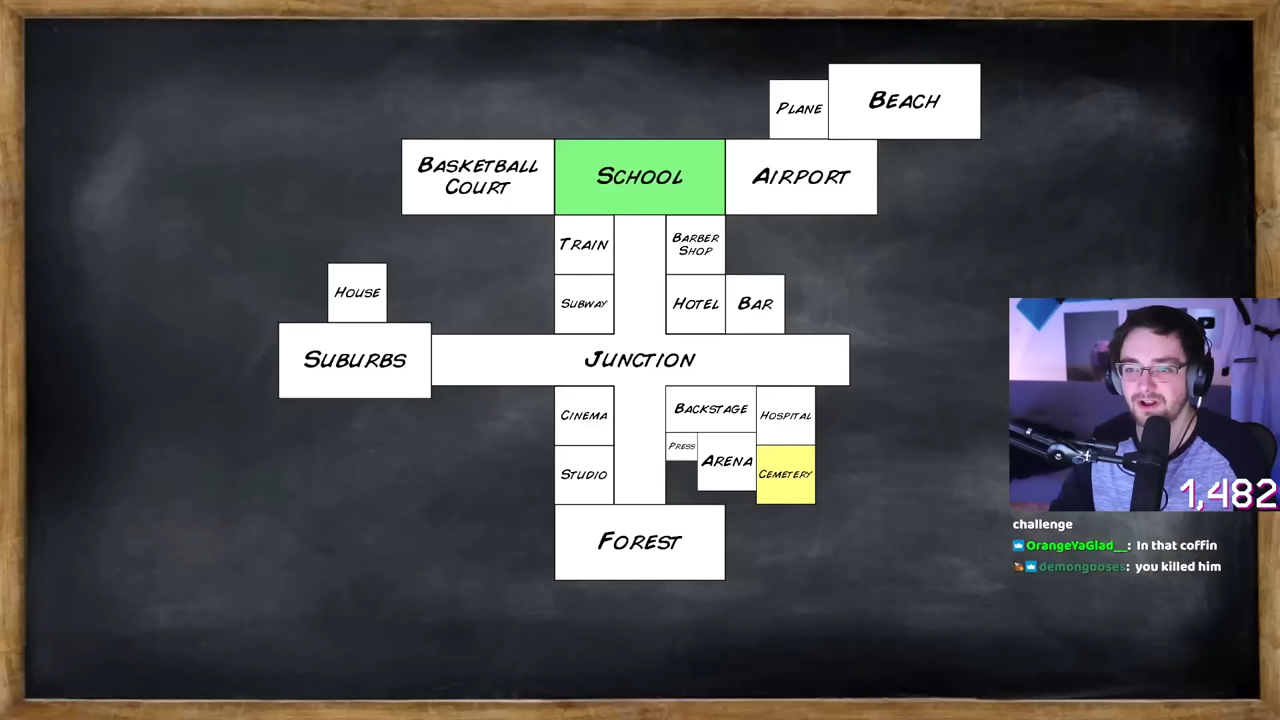 BEACH
PLANE
BASKETBALL
COURT
SCHOOL
AIRPORT
TRAIN
BARBER
SHOP
HOUSE
SUBWAY
HOTEL
BAR
SUBURBS
JUNCTION
CINEMA
BACKSTAGE
HOSPITAL
PRESS
ARENA
STUDIO
CEMETERY
FOREST
1,482
challenge
OrangeYaGlad__: In that coffin
demongooses: you killed him